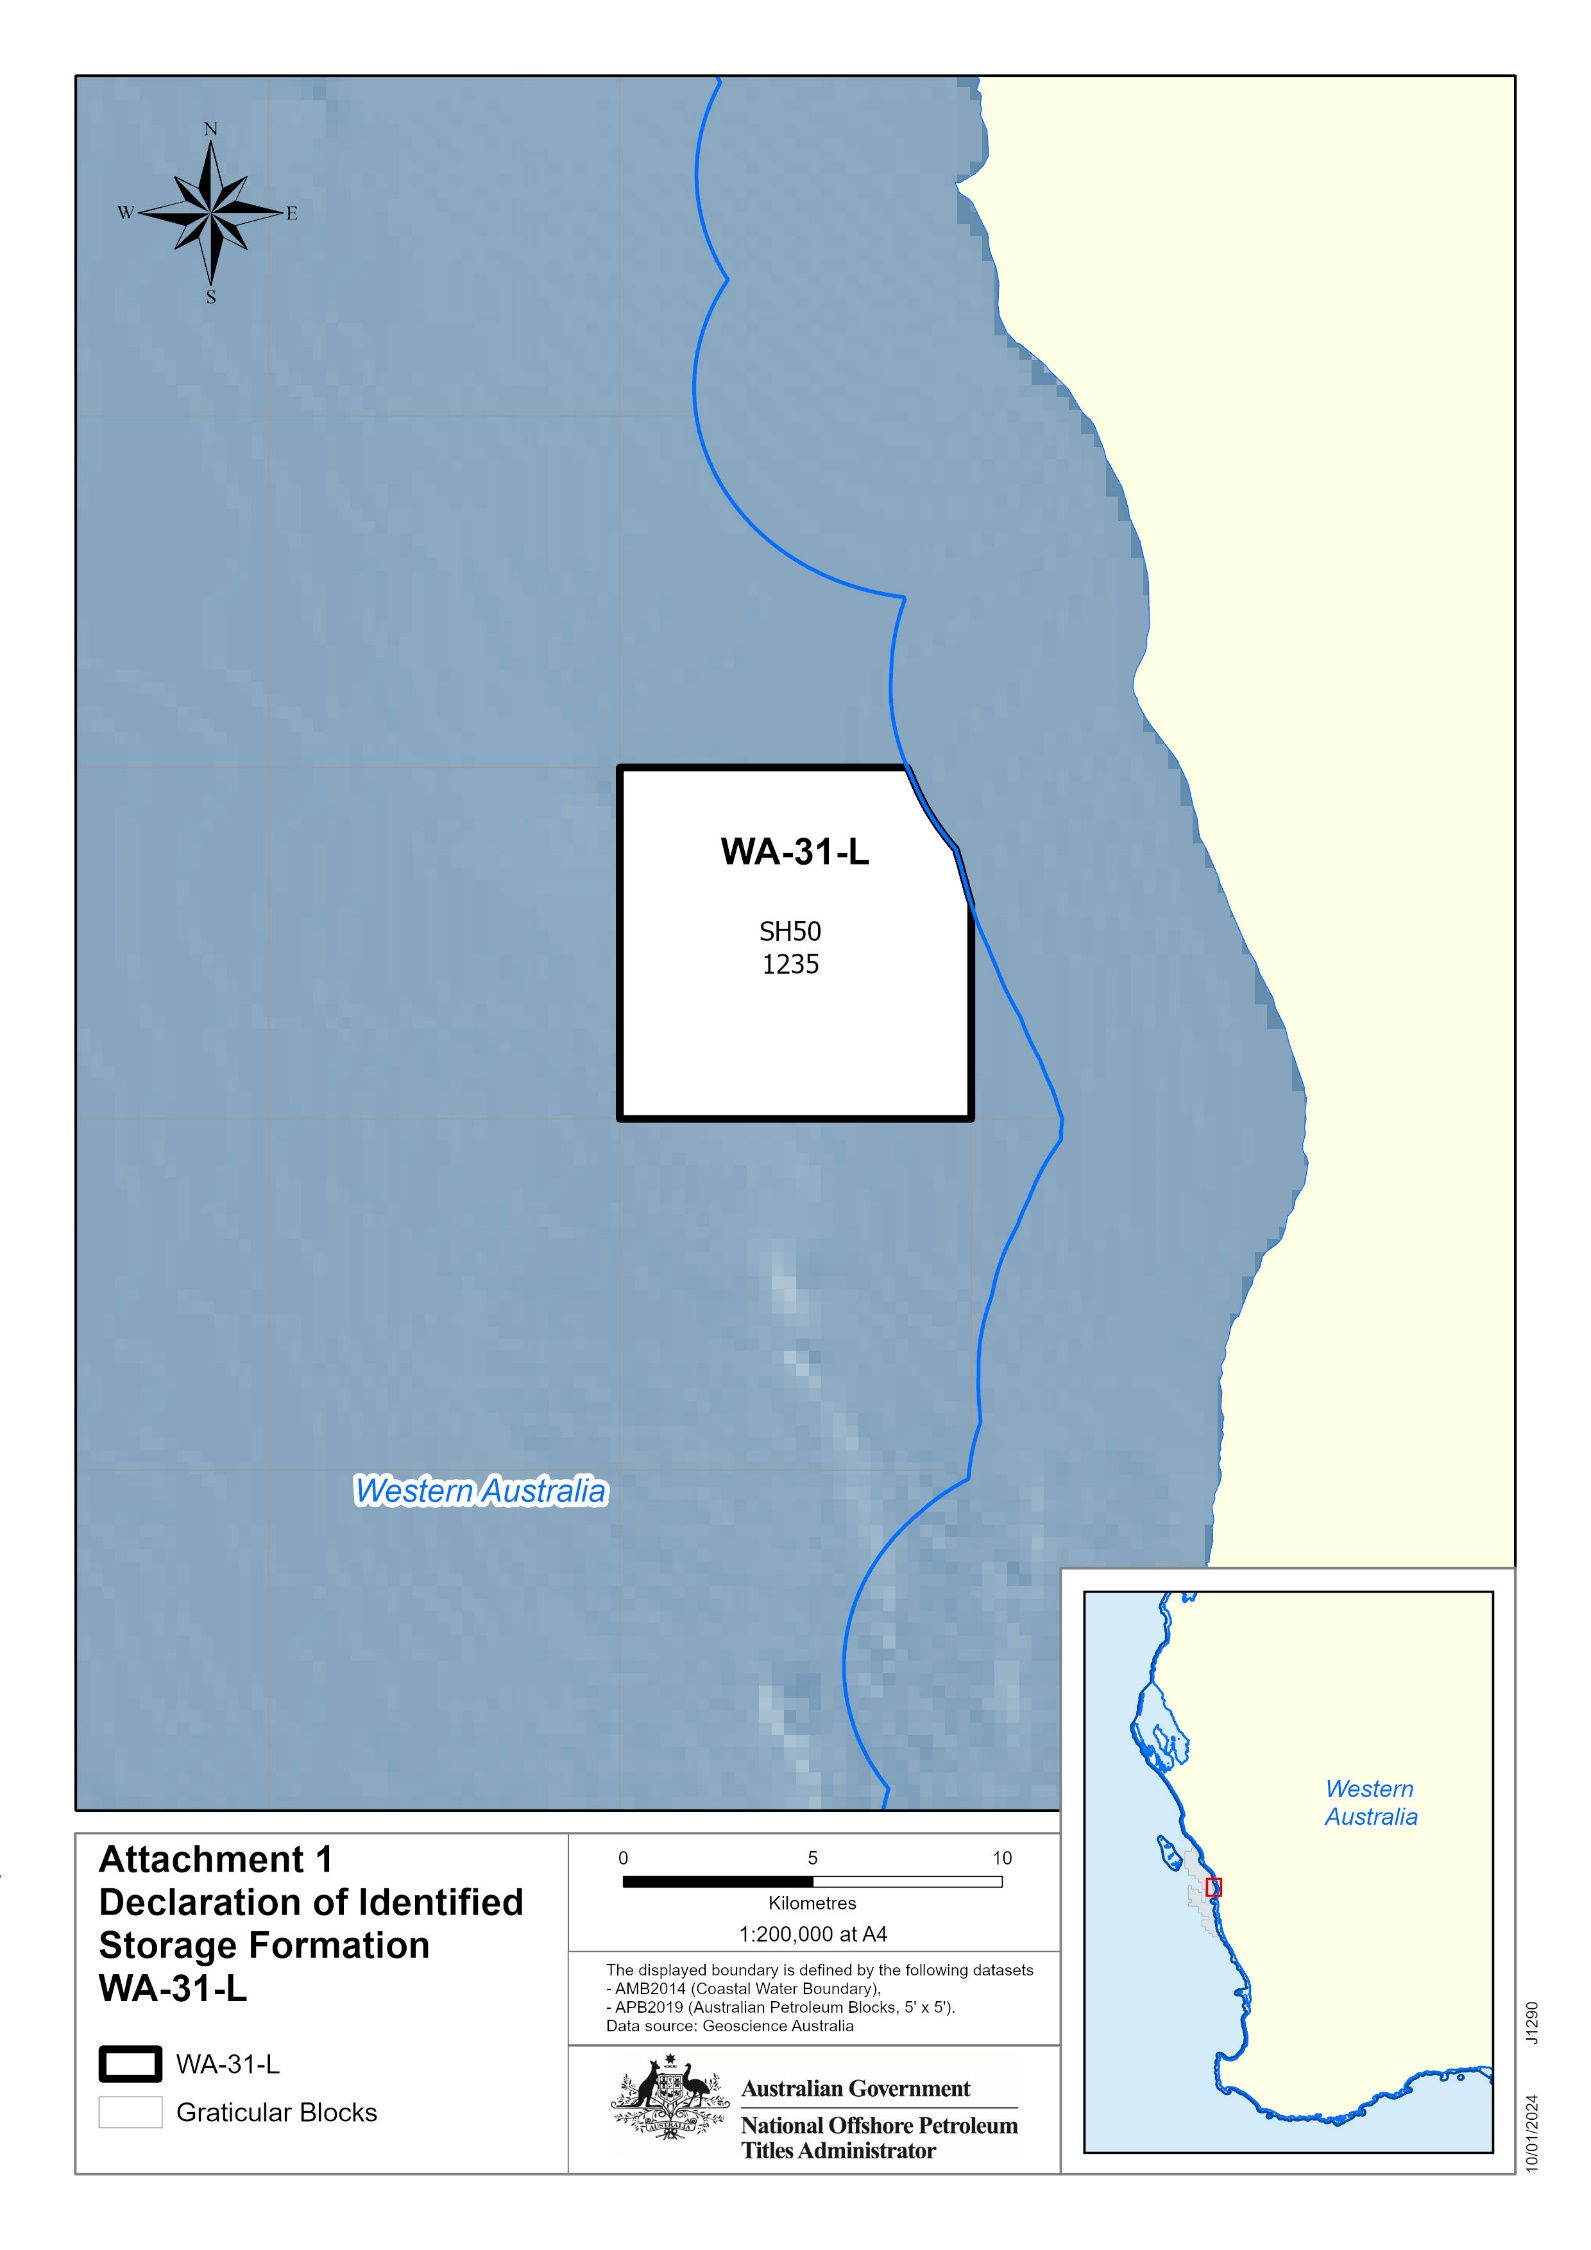 N
W
E
S
WA-31-L
SH50
1235
Western Australia
Western
Australia
Attachment 1
Declaration of Identified
Storage Formation
WA-31-L
WA-31-L
Graticular Blocks
0 5 10
Kilometres
1:200,000 at A4
The displayed boundary is defined by the following datasets
- AMB2014 (Coastal Water Boundary),
- APB2019 (Australian Petroleum Blocks, 5' x 5').
Data source: Geoscience Australia
AUSTRALIA
Australian Government
National Offshore Petroleum
Titles Administrator
10/01/2024 J1290